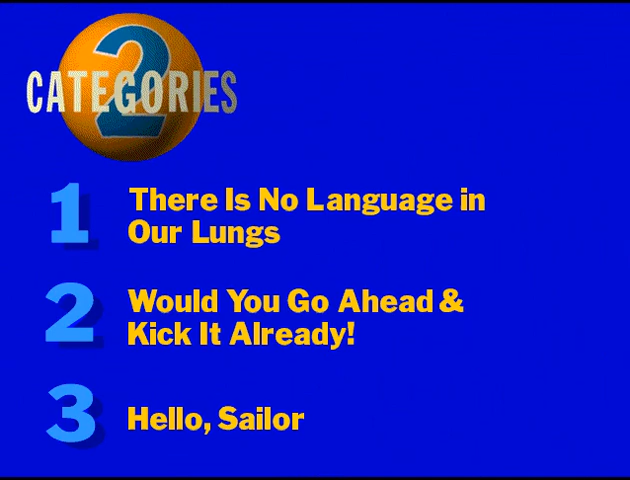 2
CATEGORIES
1
There Is No Language in
Our Lungs
2
Would You Go Ahead &
Kick It Already!
3
Hello, Sailor